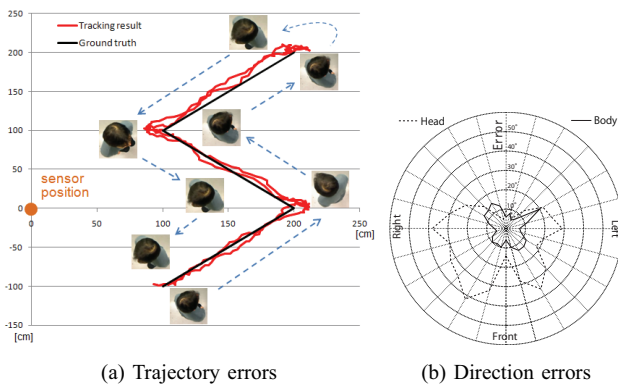 250
200
150
100
50
0
-50
-100
-150
[cm]
Tracking result
Ground truth
sensor
position
0
50
100
150
200
250
[cm]
Head
Body
Error
50°
40°
30°
20°
10°
0°
Right
Left
Front
(a) Trajectory errors
(b) Direction errors